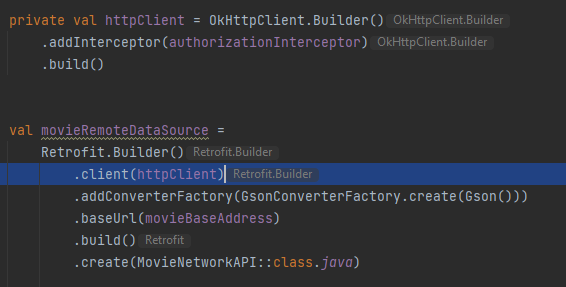 private val httpClient = OkHttpClient.Builder() OkHttpClient.Builder
.addInterceptor(authorizationInterceptor) OkHttpClient.Builder
.build()
val movieRemoteDataSource =
Retrofit.Builder() Retrofit.Builder
.client(httpClient) Retrofit.Builder
.addConverterFactory(GsonConverterFactory.create(Gson()))
.baseUrl(movieBaseAddress)
.build() Retrofit
.create(MovieNetworkAPI::class.java)